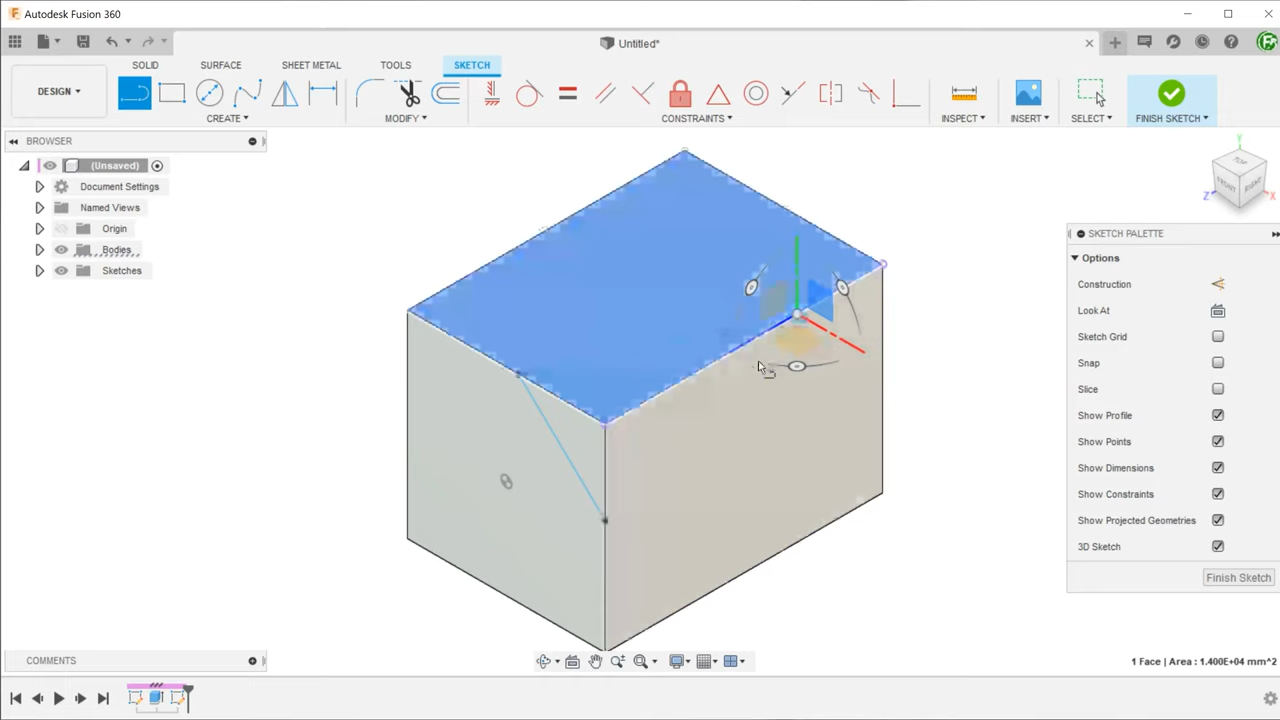 Autodesk Fusion 360
Untitled*
SOLID SURFACE SHEET METAL TOOLS SKETCH
DESIGN ▾
CREATE ▾ MODIFY ▾ CONSTRAINTS ▾ INSPECT ▾ INSERT ▾ SELECT ▾ FINISH SKETCH ▾
BROWSER
(Unsaved)
Document Settings
Named Views
Origin
Bodies
Sketches
Y
TOP
FRONT RIGHT
Z X
SKETCH PALETTE
Options
Construction
Look At
Sketch Grid
Snap
Slice
Show Profile
Show Points
Show Dimensions
Show Constraints
Show Projected Geometries
3D Sketch
Finish Sketch
COMMENTS
1 Face | Area : 1.400E+04 mm^2